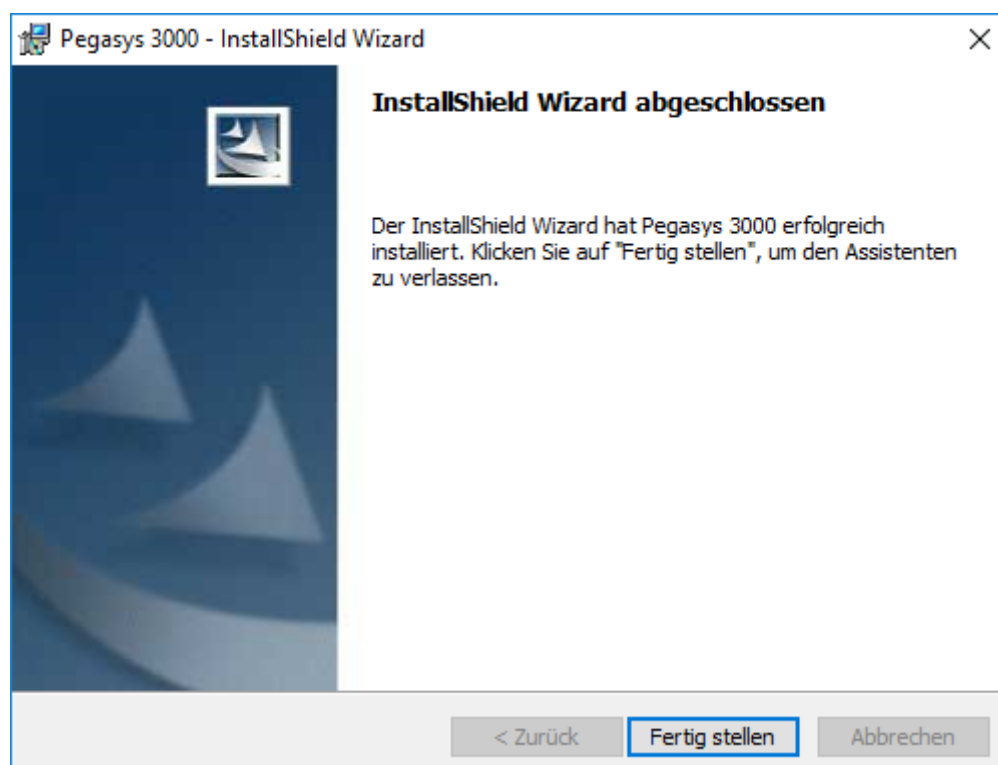 Pegasys 3000 - InstallShield Wizard
InstallShield Wizard abgeschlossen
Der InstallShield Wizard hat Pegasys 3000 erfolgreich
installiert. Klicken Sie auf "Fertig stellen", um den Assistenten
zu verlassen.
< Zurück
Fertig stellen
Abbrechen